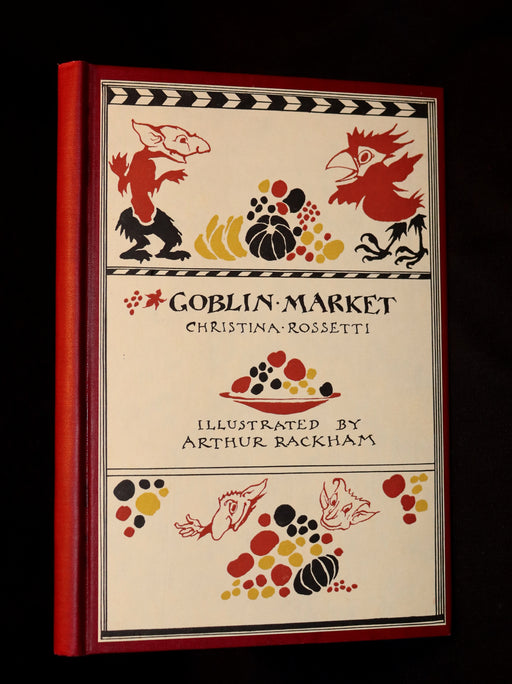 GOBLIN·MARKET
CHRISTINA·ROSSETTI
ILLUSTRATED BY
ARTHUR RACKHAM